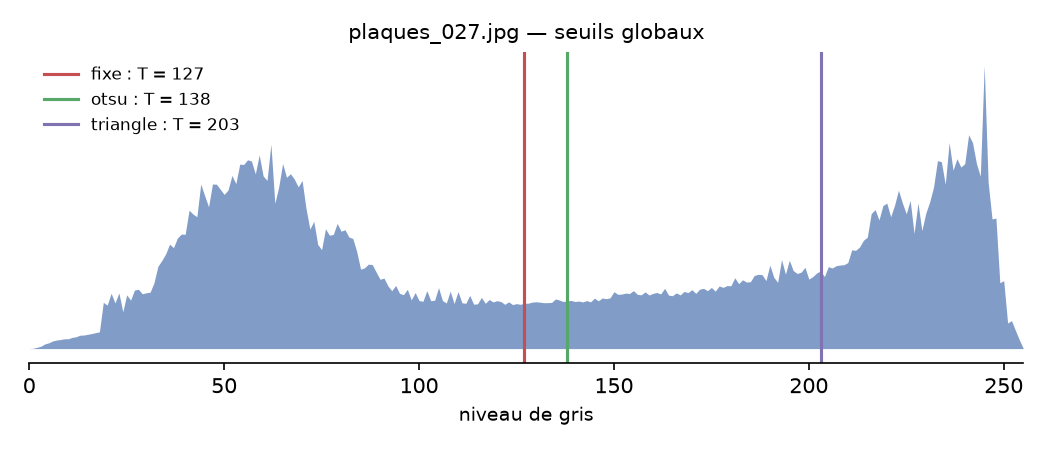 plaques_027.jpg — seuils globaux
fixe : T = 127
otsu : T = 138
triangle : T = 203
0 50 100 150 200 250
niveau de gris